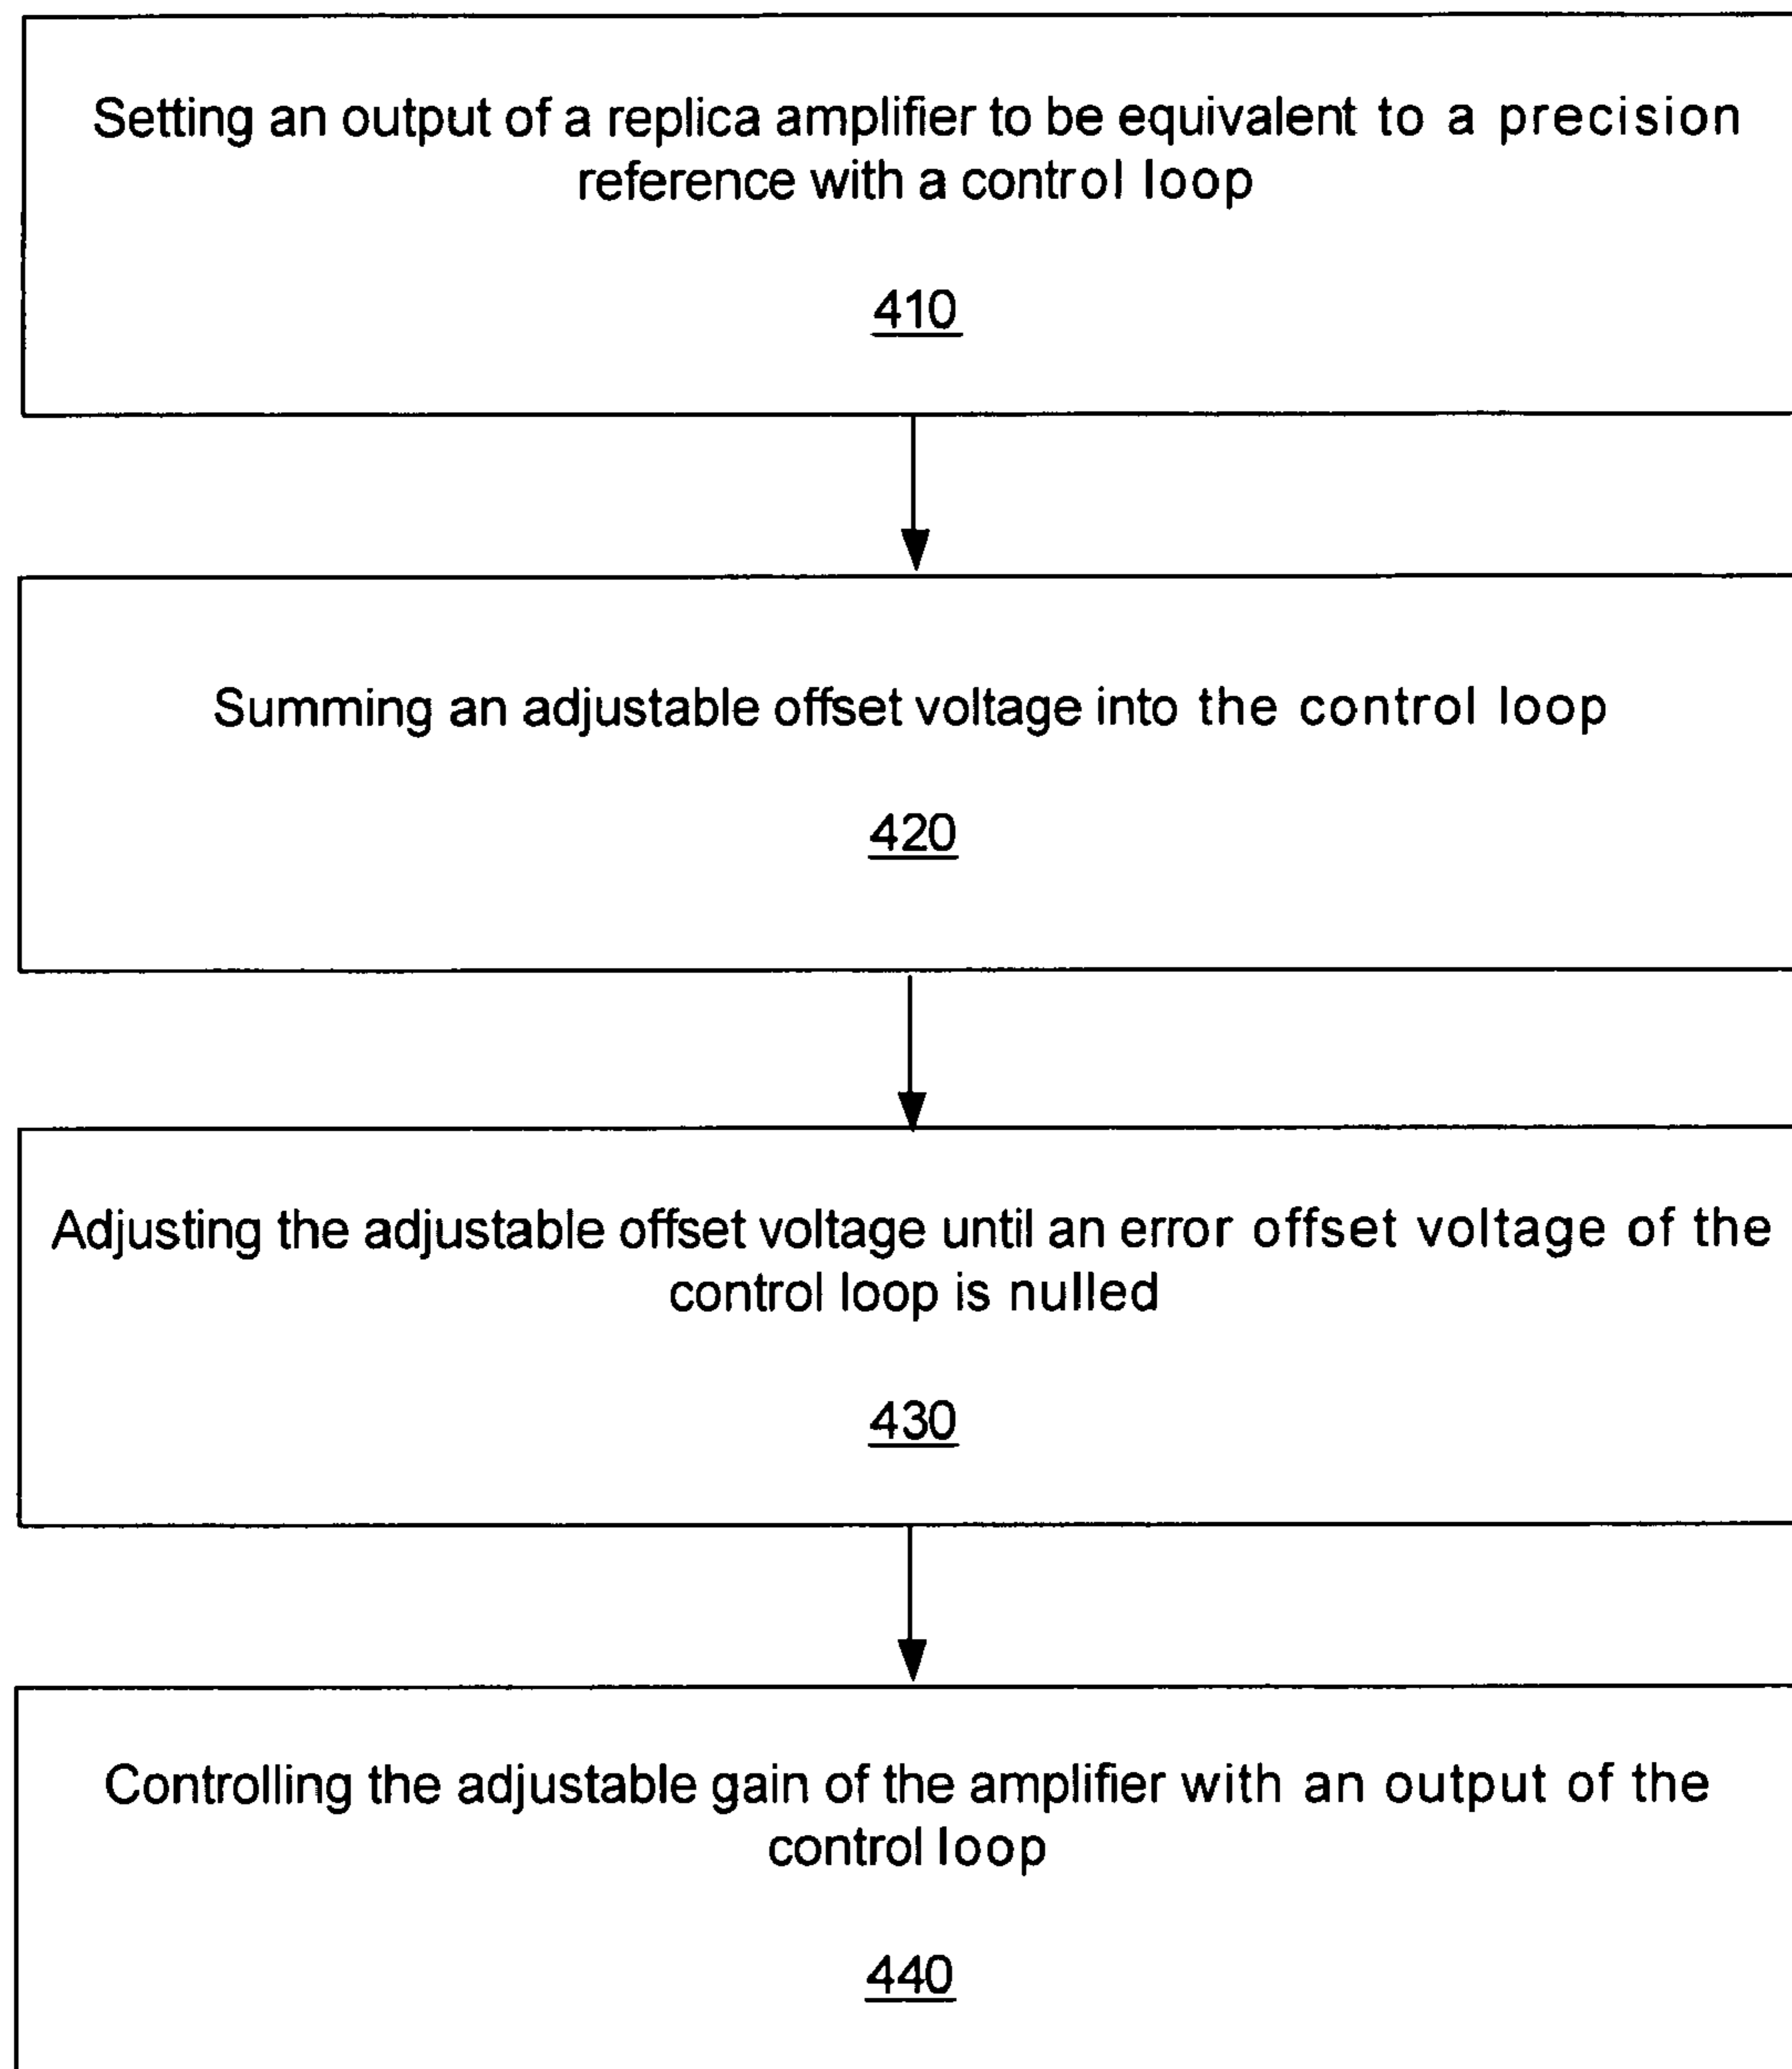 Setting an output of a replica amplifier to be equivalent to a precision
reference with a control loop
410
Summing an adjustable offset voltage into the control loop
420
Adjusting the adjustable offset voltage until an error offset voltage of the
control loop is nulled
430
Controlling the adjustable gain of the amplifier with an output of the
control loop
440